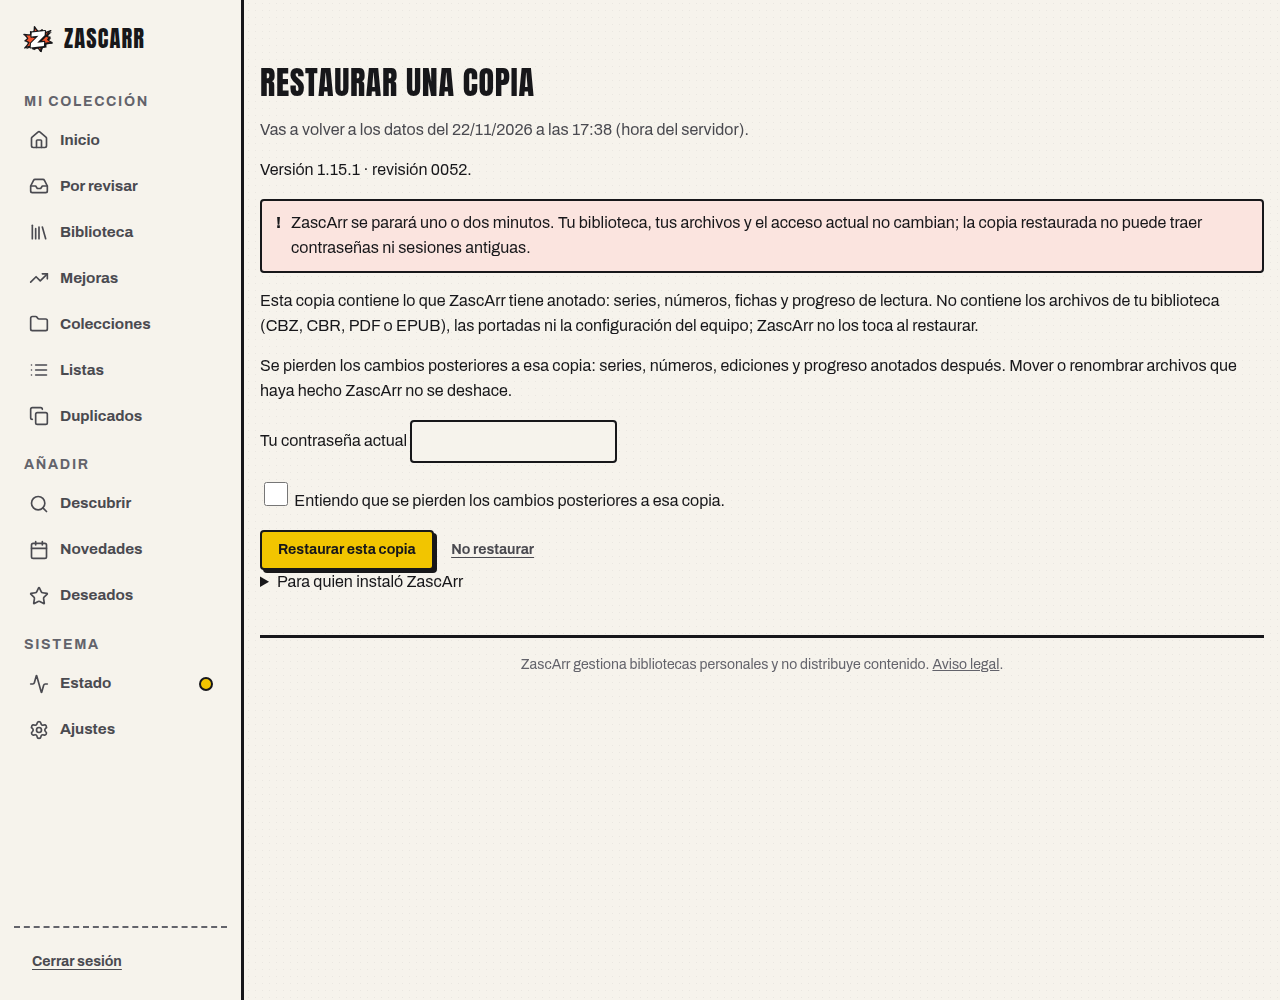 ZASCARR
MI COLECCIÓN
Inicio
Por revisar
Biblioteca
Mejoras
Colecciones
Listas
Duplicados
AÑADIR
Descubrir
Novedades
Deseados
SISTEMA
Estado
Ajustes
Cerrar sesión
RESTAURAR UNA COPIA
Vas a volver a los datos del 22/11/2026 a las 17:38 (hora del servidor).
Versión 1.15.1 · revisión 0052.
! ZascArr se parará uno o dos minutos. Tu biblioteca, tus archivos y el acceso actual no cambian; la copia restaurada no puede traer
contraseñas ni sesiones antiguas.
Esta copia contiene lo que ZascArr tiene anotado: series, números, fichas y progreso de lectura. No contiene los archivos de tu biblioteca
(CBZ, CBR, PDF o EPUB), las portadas ni la configuración del equipo; ZascArr no los toca al restaurar.
Se pierden los cambios posteriores a esa copia: series, números, ediciones y progreso anotados después. Mover o renombrar archivos que
haya hecho ZascArr no se deshace.
Tu contraseña actual
Entiendo que se pierden los cambios posteriores a esa copia.
Restaurar esta copia No restaurar
Para quien instaló ZascArr
ZascArr gestiona bibliotecas personales y no distribuye contenido. Aviso legal.